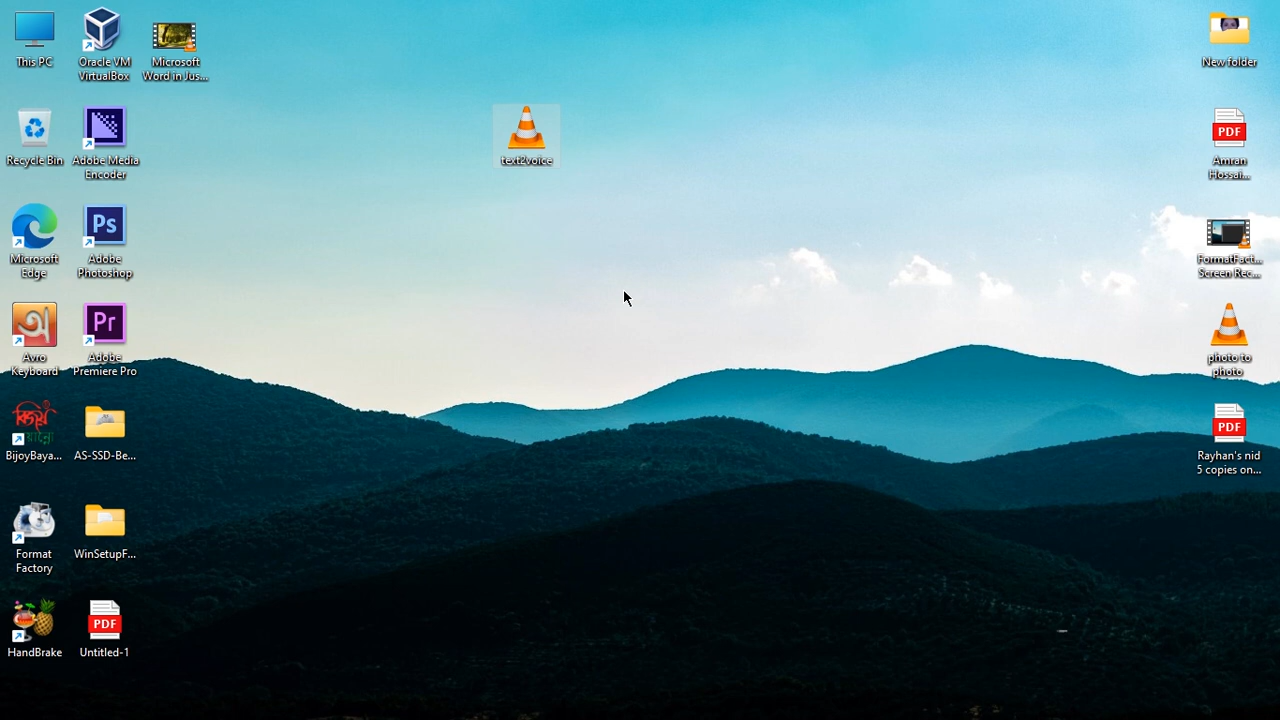 This PC
Oracle VM
VirtualBox
Microsoft
Word in Jus...
Recycle Bin
Adobe Media
Encoder
Microsoft
Edge
Ps
Adobe
Photoshop
অ
Avro
Keyboard
Pr
Adobe
Premiere Pro
বিজয়
BijoyBaya...
AS-SSD-Be...
Format
Factory
WinSetupF...
HandBrake
PDF
Untitled-1
text2voice
New folder
PDF
Amran
Hossai...
FormatFact...
Screen Rec...
photo to
photo
PDF
Rayhan's nid
5 copies on...